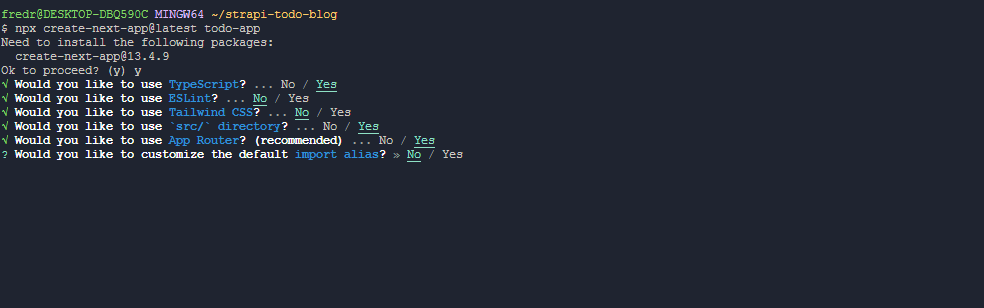 fredr@DESKTOP-DBQ590C MINGW64 ~/strapi-todo-blog
$ npx create-next-app@latest todo-app
Need to install the following packages:
  create-next-app@13.4.9
Ok to proceed? (y) y
√ Would you like to use TypeScript? ... No / Yes
√ Would you like to use ESLint? ... No / Yes
√ Would you like to use Tailwind CSS? ... No / Yes
√ Would you like to use `src/` directory? ... No / Yes
√ Would you like to use App Router? (recommended) ... No / Yes
? Would you like to customize the default import alias? » No / Yes